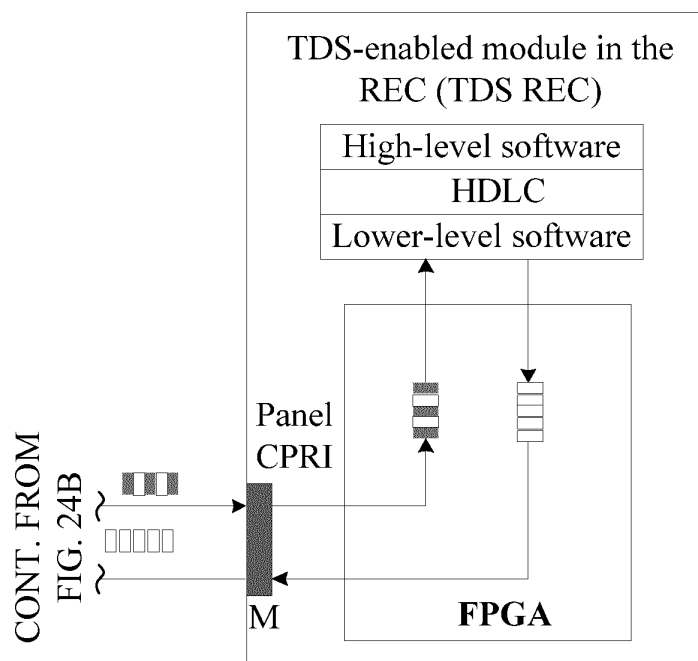 TDS-enabled module in the
REC (TDS REC)
High-level software
HDLC
Lower-level software
Panel
CPRI
CONT. FROM
FIG. 24B
M
FPGA